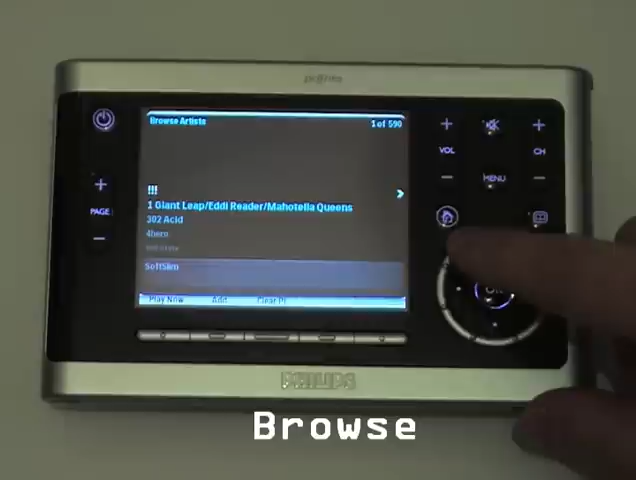 pronto
Browse Artists
1 of 590
!!!
1 Giant Leap/Eddi Reader/Mahotella Queens
302 Acid
4hero
SoftSlim
Play Now Add Clear Pl
+ VOL -
+ CH -
MENU
+ PAGE -
OK
PHILIPS
Browse